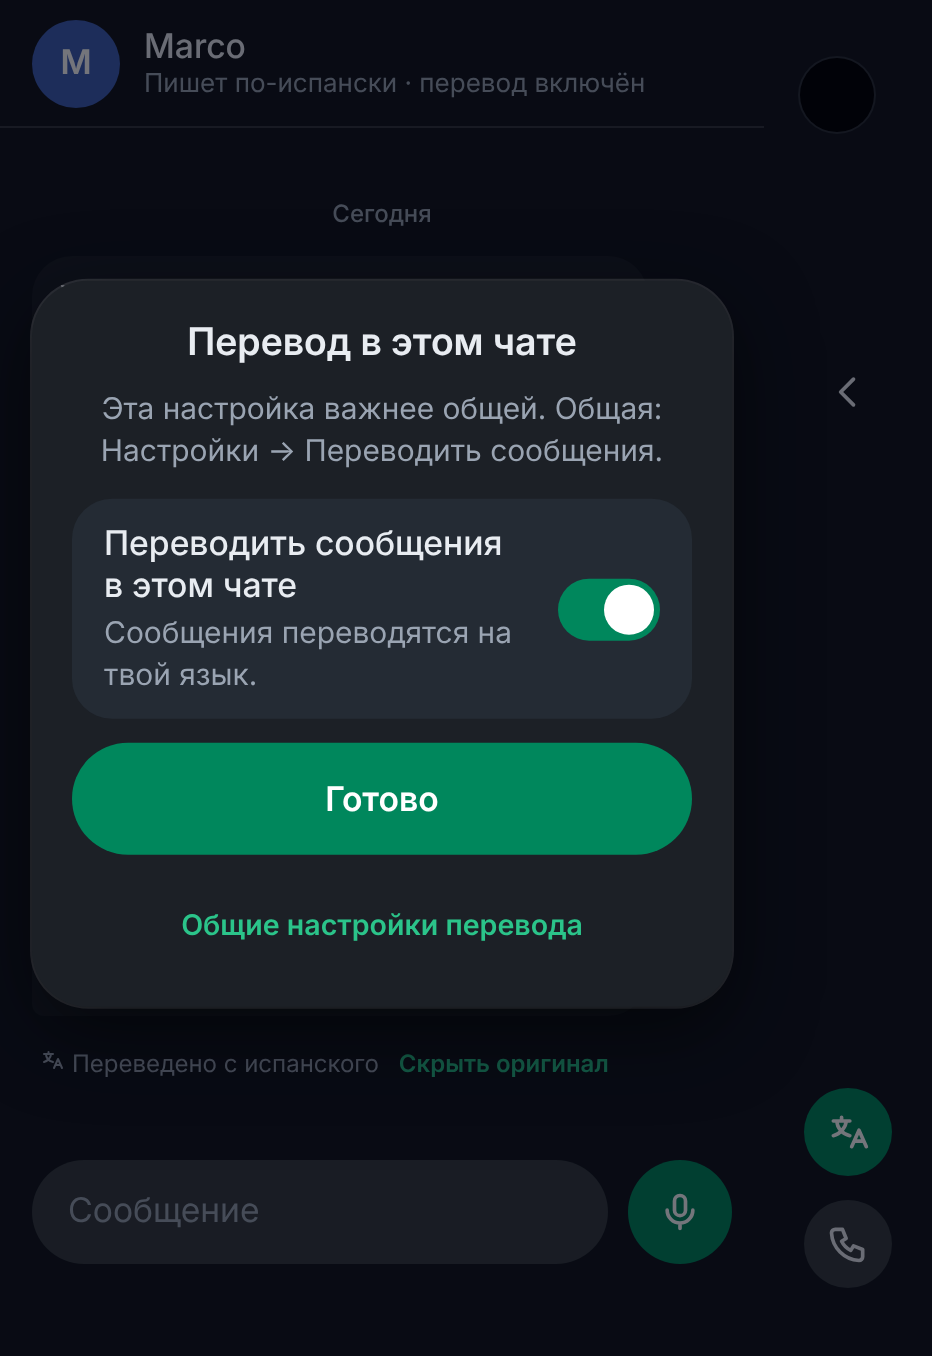 M
Marco
Пишет по-испански · перевод включён
Сегодня
Перевод в этом чате
Эта настройка важнее общей. Общая:
Настройки → Переводить сообщения.
Переводить сообщения
в этом чате
Сообщения переводятся на
твой язык.
Готово
Общие настройки перевода
Переведено с испанского Скрыть оригинал
Сообщение